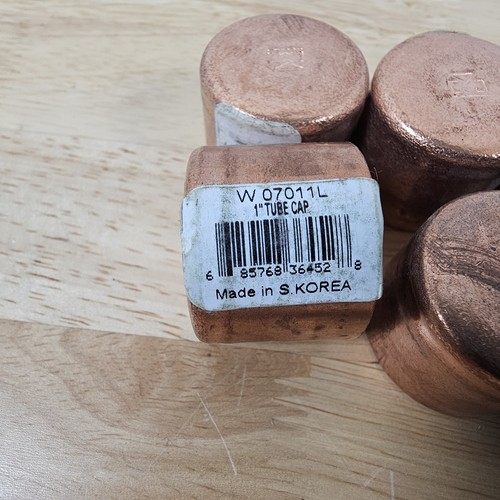 W 07011L
1" TUBE CAP
6 85768 36452 8
Made in S.KOREA